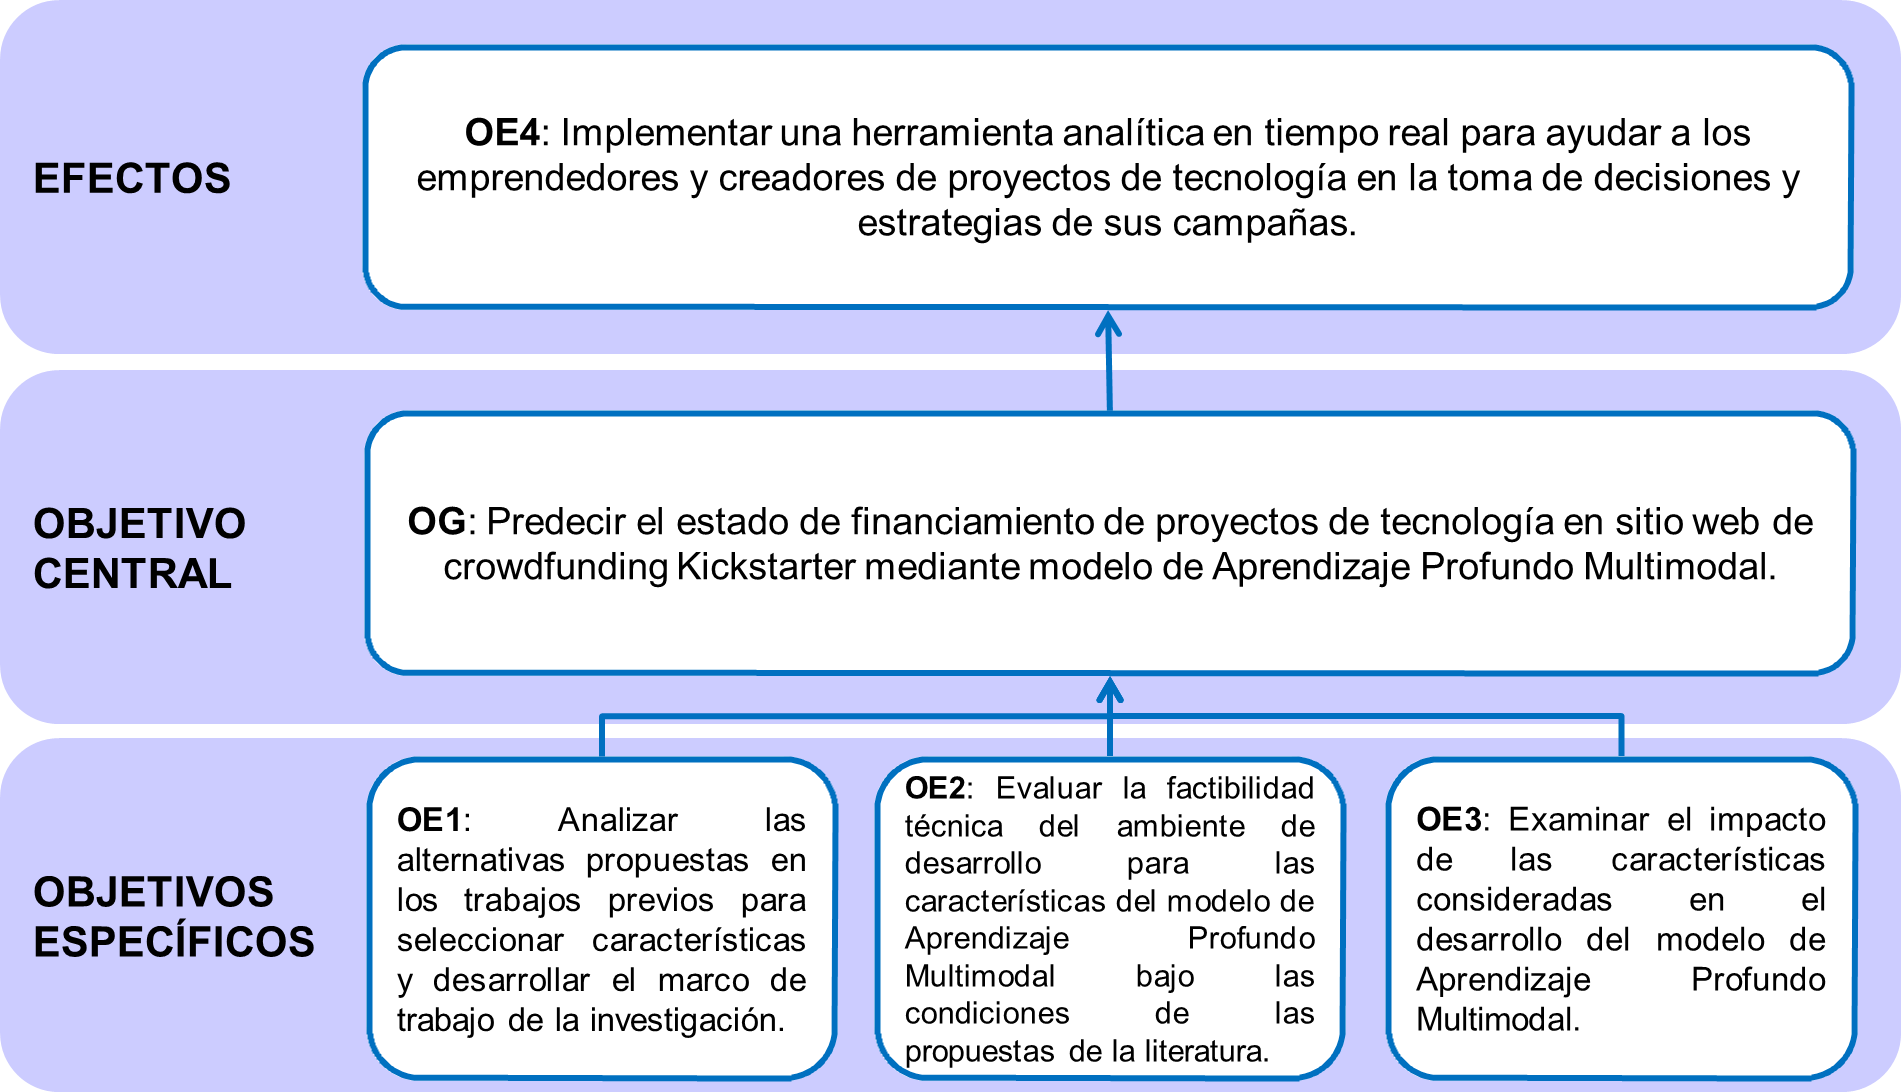 EFECTOS
OE4: Implementar una herramienta analítica en tiempo real para ayudar a los
emprendedores y creadores de proyectos de tecnología en la toma de decisiones y
estrategias de sus campañas.
OBJETIVO
CENTRAL
OG: Predecir el estado de financiamiento de proyectos de tecnología en sitio web de
crowdfunding Kickstarter mediante modelo de Aprendizaje Profundo Multimodal.
OBJETIVOS
ESPECÍFICOS
OE1: Analizar las
alternativas propuestas en
los trabajos previos para
seleccionar características
y desarrollar el marco de
trabajo de la investigación.
OE2: Evaluar la factibilidad
técnica del ambiente de
desarrollo para las
características del modelo de
Aprendizaje Profundo
Multimodal bajo las
condiciones de las
propuestas de la literatura.
OE3: Examinar el impacto
de las características
consideradas en el
desarrollo del modelo de
Aprendizaje Profundo
Multimodal.